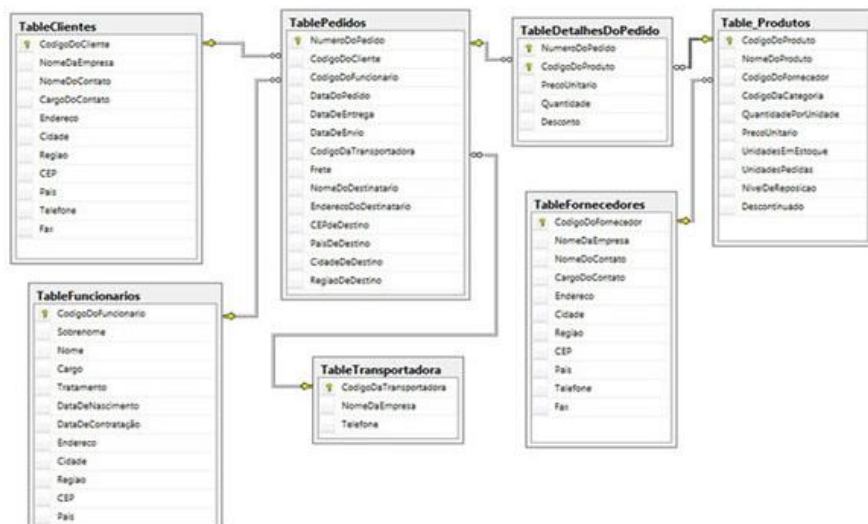 TableClientes
CodigoDoCliente
NomeDaEmpresa
NomeDoContato
CargoDoContato
Endereco
Cidade
Regiao
CEP
Pais
Telefone
Fax
TablePedidos
NumeroDoPedido
CodigoDoCliente
CodigoDoFuncionario
DataDoPedido
DataDeEntrega
DataDeEnvio
CodigoDaTransportadora
Frete
NomeDoDestinatario
EnderecoDoDestinatario
CEPdeDestino
PaisDeDestino
CidadeDeDestino
RegiaoDeDestino
TableDetalhesDoPedido
NumeroDoPedido
CodigoDoProduto
PrecoUnitario
Quantidade
Desconto
Table_Produtos
CodigoDoProduto
NomeDoProduto
CodigoDoFornecedor
CodigoDaCategoria
QuantidadePorUnidade
PrecoUnitario
UnidadesEmEstoque
UnidadesPedidas
NivelDeReposicao
Descontinuado
TableFornecedores
CodigoDoFornecedor
NomeDaEmpresa
NomeDoContato
CargoDoContato
Endereco
Cidade
Regiao
CEP
Pais
Telefone
Fax
TableFuncionarios
CodigoDoFuncionario
Sobrenome
Nome
Cargo
Tratamento
DataDeNascimento
DataDeContratação
Endereco
Cidade
Regiao
CEP
Pais
TableTransportadora
CodigoDaTransportadora
NomeDaEmpresa
Telefone